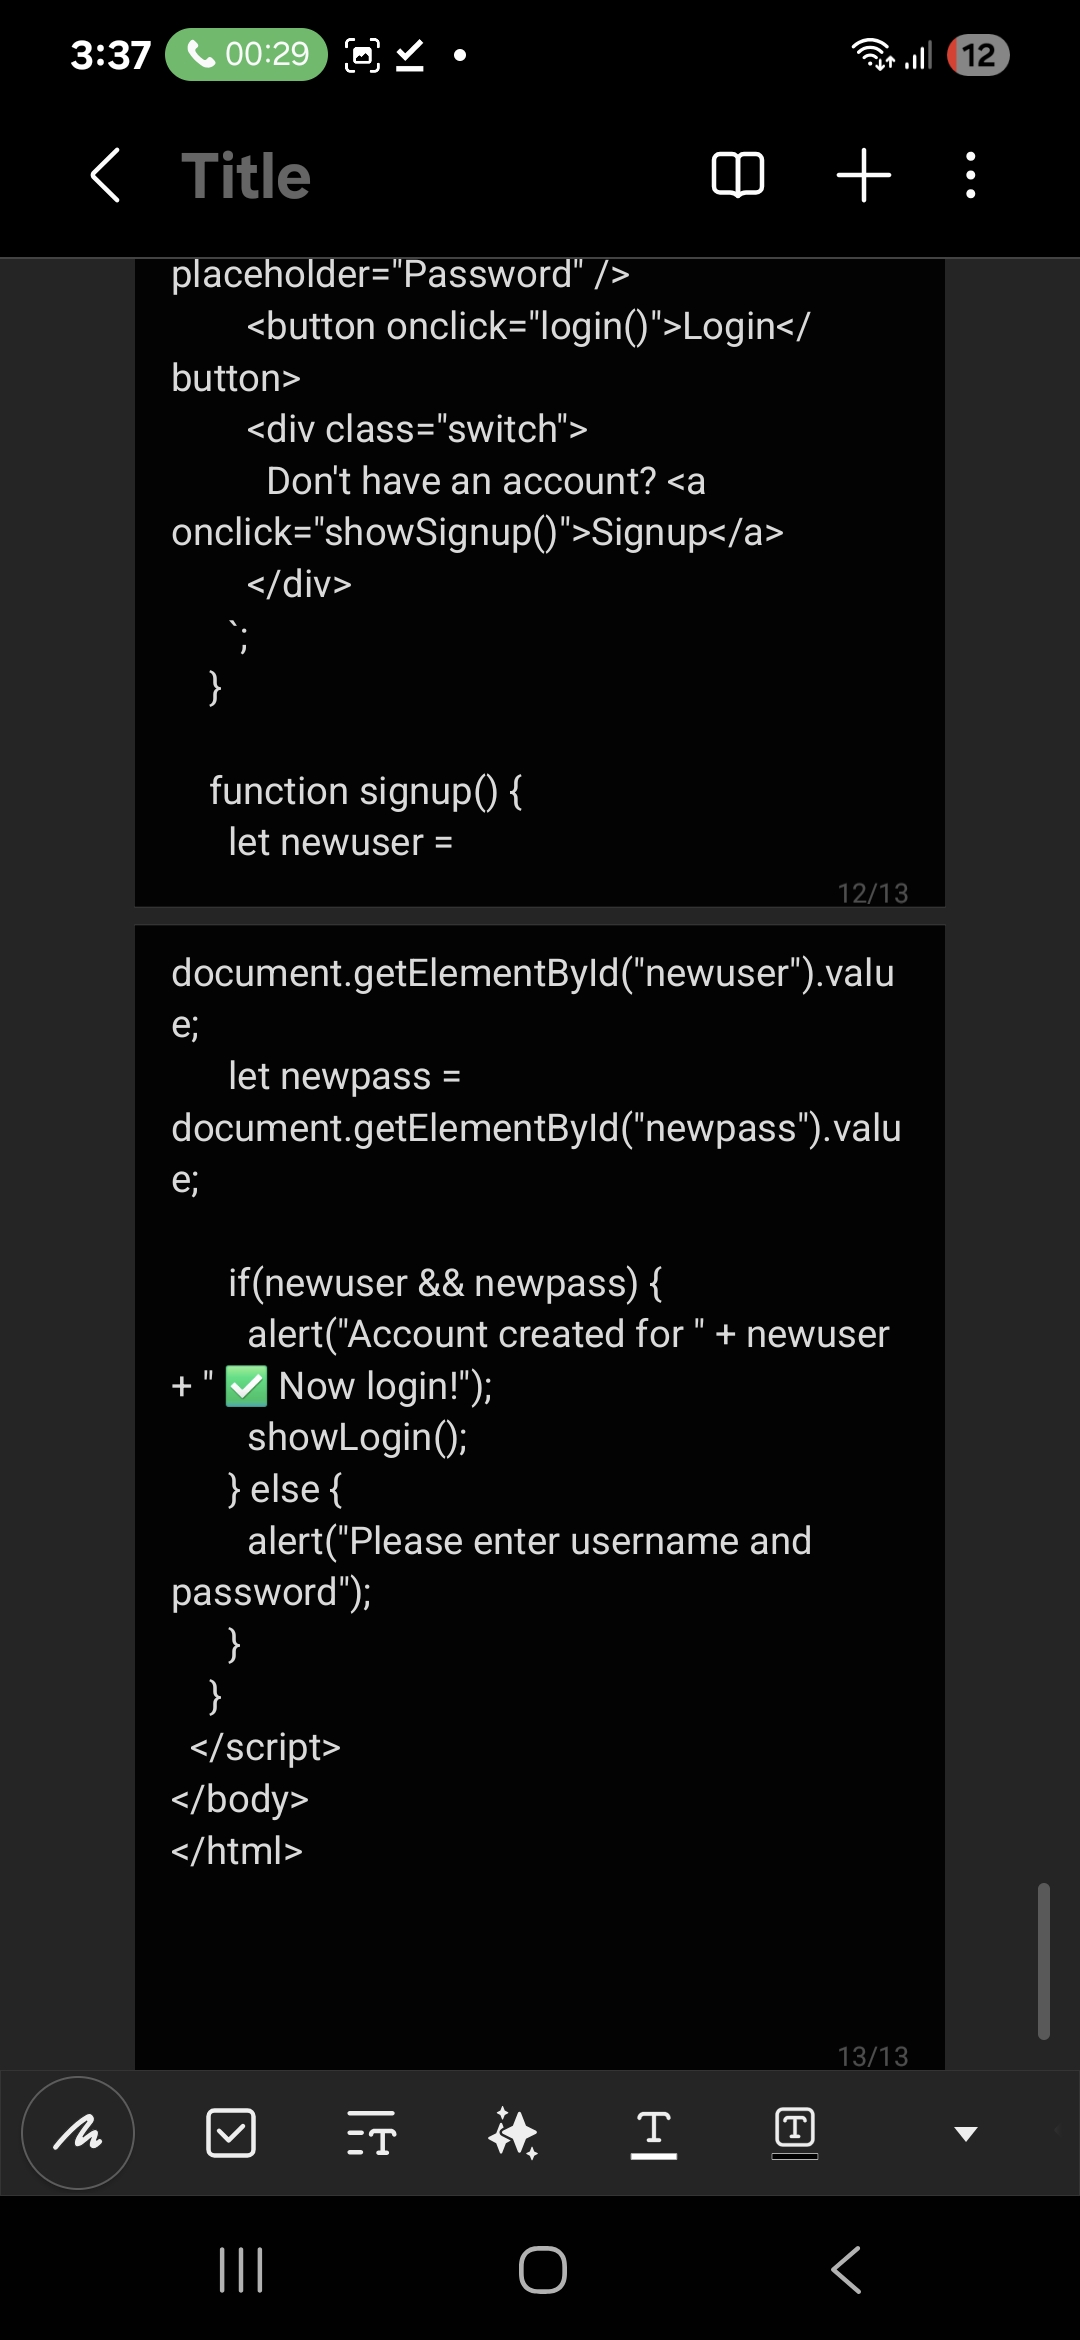 3:37 00:29 12
Title
placeholder="Password" />
<button onclick="login()">Login</
button>
<div class="switch">
Don't have an account? <a
onclick="showSignup()">Signup</a>
</div>
`;
}
function signup() {
let newuser =
12/13
document.getElementById("newuser").valu
e;
let newpass =
document.getElementById("newpass").valu
e;
if(newuser && newpass) {
alert("Account created for " + newuser
+ " ✅ Now login!");
showLogin();
} else {
alert("Please enter username and
password");
}
}
</script>
</body>
</html>
13/13